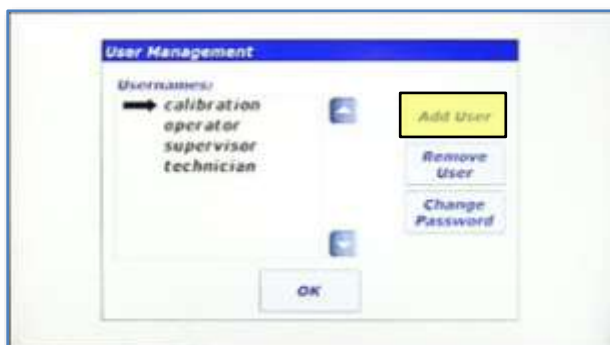 User Management
Usernames:
calibration
operator
supervisor
technician
Add User
Remove
User
Change
Password
OK